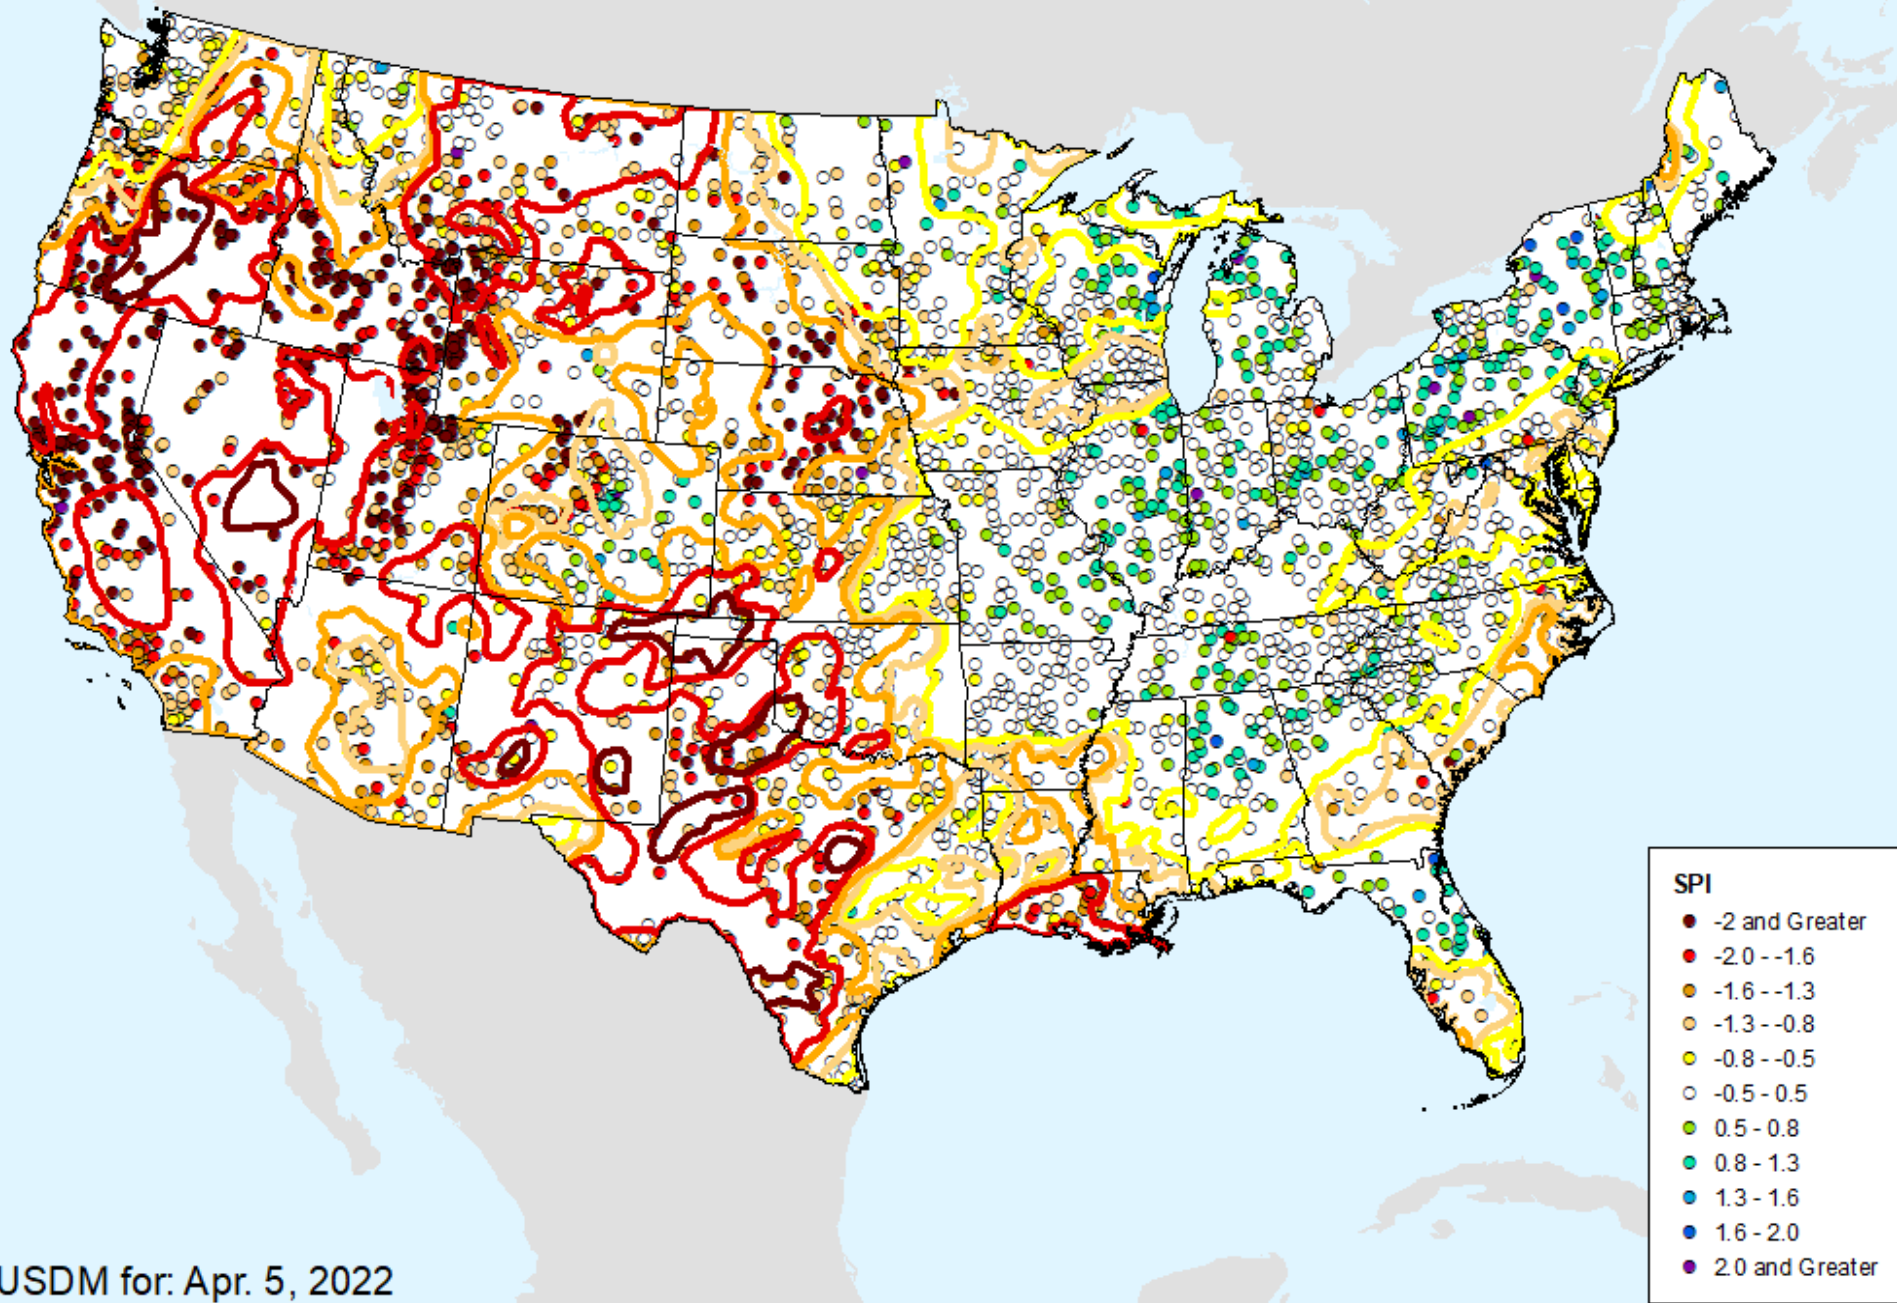 SPI
-2 and Greater
-2.0 - -1.6
-1.6 - -1.3
-1.3 - -0.8
-0.8 - -0.5
-0.5 - 0.5
0.5 - 0.8
0.8 - 1.3
1.3 - 1.6
1.6 - 2.0
2.0 and Greater
USDM for: Apr. 5, 2022